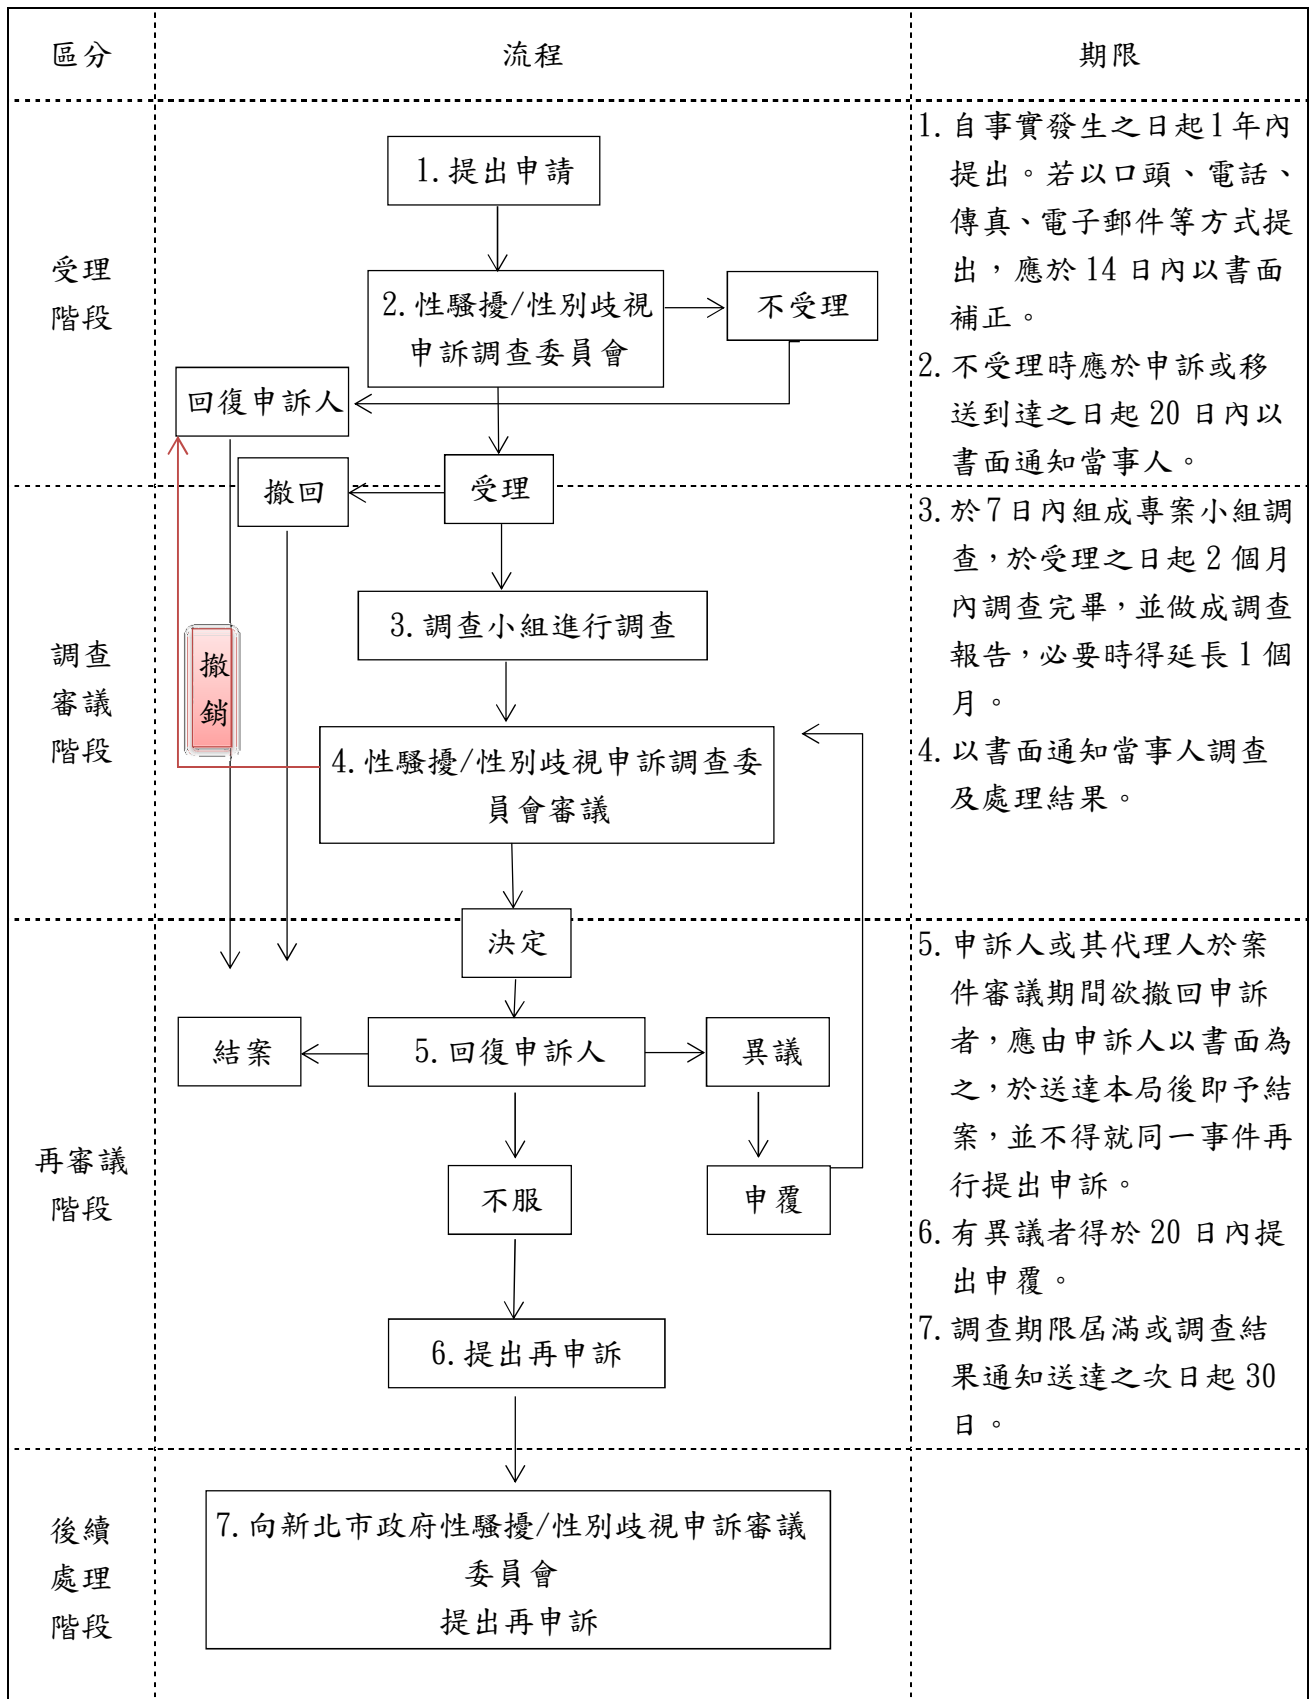 區分
流程
期限
受理
階段
1.提出申請
2.性騷擾/性別歧視
申訴調查委員會
不受理
回復申訴人
受理
撤回
1.自事實發生之日起1年內
提出。若以口頭、電話、
傳真、電子郵件等方式提
出，應於14日內以書面
補正。
2.不受理時應於申訴或移
送到達之日起20日內以
書面通知當事人。
調查
審議
階段
3.調查小組進行調查
撤
銷
4.性騷擾/性別歧視申訴調查委
員會審議
3.於7日內組成專案小組調
查，於受理之日起2個月
內調查完畢，並做成調查
報告，必要時得延長1個
月。
4.以書面通知當事人調查
及處理結果。
再審議
階段
決定
結案
5.回復申訴人
異議
不服
申覆
6.提出再申訴
5.申訴人或其代理人於案
件審議期間欲撤回申訴
者，應由申訴人以書面為
之，於送達本局後即予結
案，並不得就同一事件再
行提出申訴。
6.有異議者得於20日內提
出申覆。
7.調查期限屆滿或調查結
果通知送達之次日起30
日。
後續
處理
階段
7.向新北市政府性騷擾/性別歧視申訴審議
委員會
提出再申訴